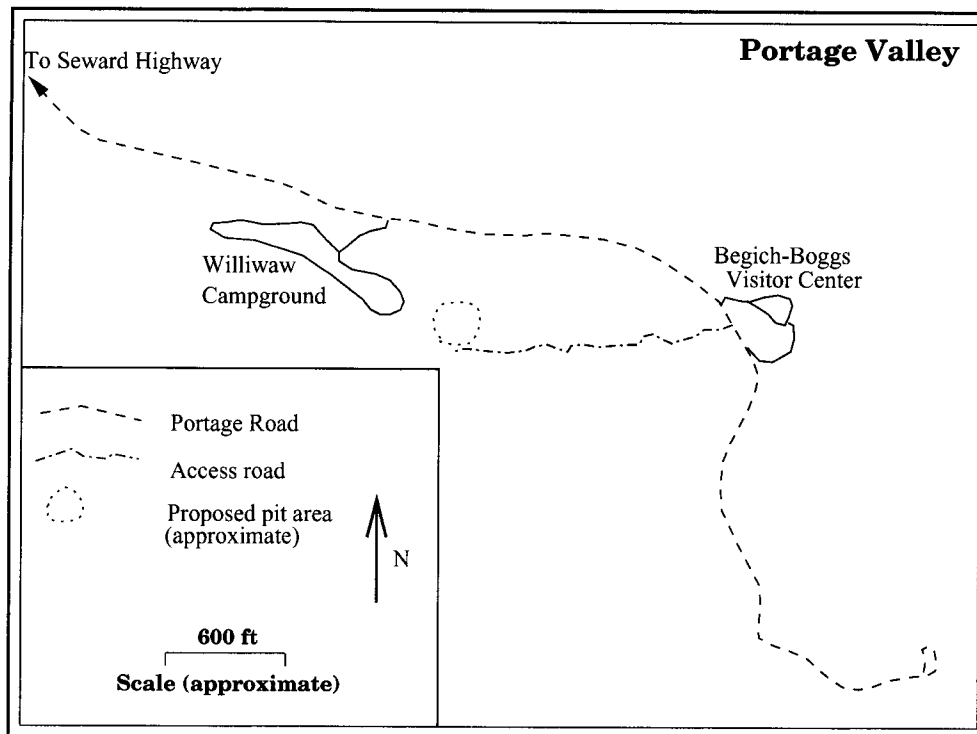 Portage Valley
To Seward Highway
Begich-Boggs
Visitor Center
Williwaw
Campground
Portage Road
Access road
Proposed pit area
(approximate)
N
600 ft
Scale (approximate)